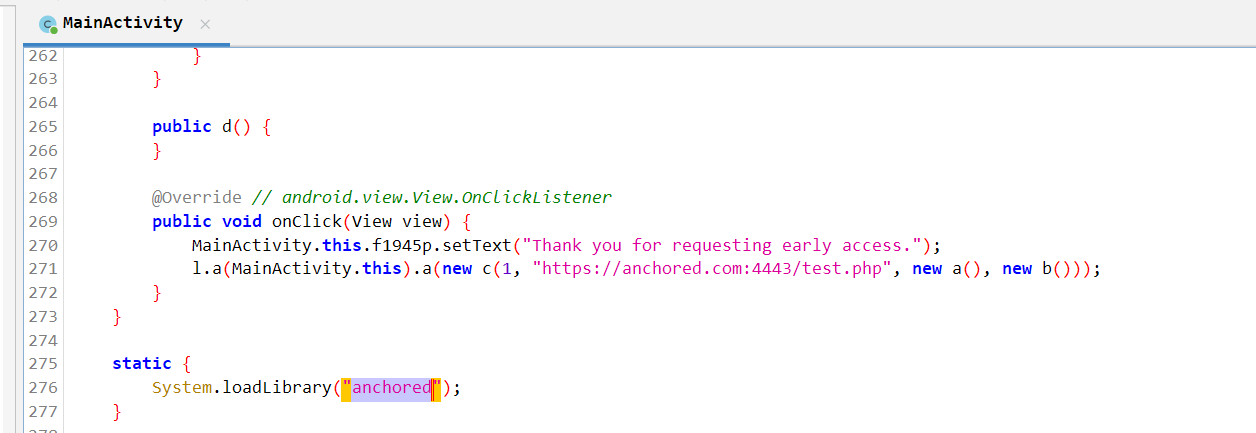 MainActivity
262 }
263 }
264
265 public d() {
266 }
267
268 @Override // android.view.View.OnClickListener
269 public void onClick(View view) {
270 MainActivity.this.f1945p.setText("Thank you for requesting early access.");
271 l.a(MainActivity.this).a(new c(1, "https://anchored.com:4443/test.php", new a(), new b()));
272 }
273 }
274
275 static {
276 System.loadLibrary("anchored");
277 }